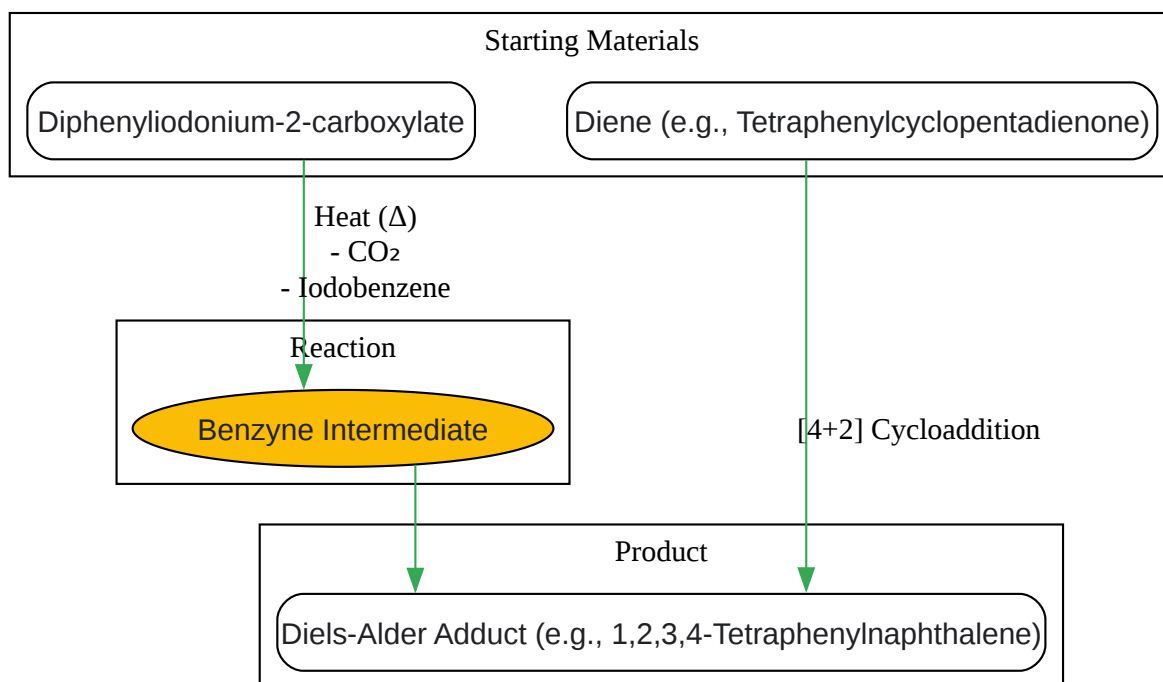 Starting Materials
Diphenyliodonium-2-carboxylate
Diene (e.g., Tetraphenylcyclopentadienone)
Heat (Δ)
- CO₂
- Iodobenzene
Reaction
Benzyne Intermediate
[4+2] Cycloaddition
Product
Diels-Alder Adduct (e.g., 1,2,3,4-Tetraphenylnaphthalene)